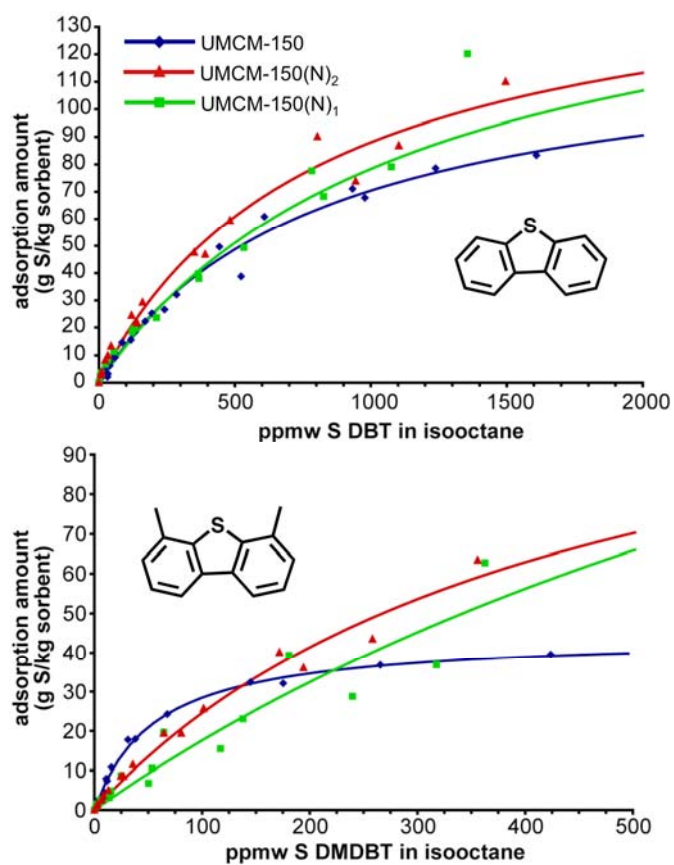 130
120
110
100
90
80
70
60
50
40
30
20
10
0
adsorption amount
(g S/kg sorbent)
UMCM-150
UMCM-150(N)₂
UMCM-150(N)₁
S
0 500 1000 1500 2000
ppmw S DBT in isooctane
90
80
70
60
50
40
30
20
10
0
adsorption amount
(g S/kg sorbent)
S
0 100 200 300 400 500
ppmw S DMDBT in isooctane